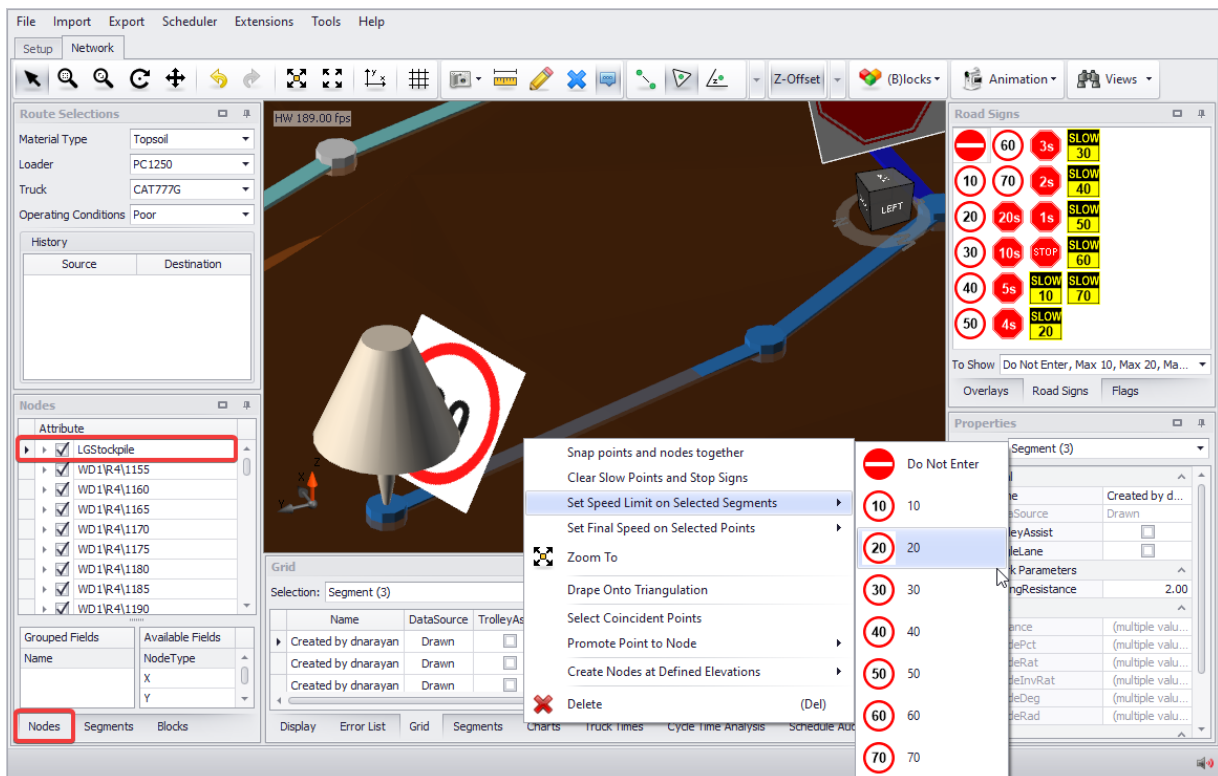 File Import Export Scheduler Extensions Tools Help
Setup Network
Z-Offset (B)locks Animation Views
Route Selections
Material Type Topsoil
Loader PC1250
Truck CAT777G
Operating Conditions Poor
History
Source Destination
Nodes
Attribute
LGStockpile
WD1\R4\1155
WD1\R4\1160
WD1\R4\1165
WD1\R4\1170
WD1\R4\1175
WD1\R4\1180
WD1\R4\1185
WD1\R4\1190
Grouped Fields Available Fields
Name NodeType
X
Y
Nodes Segments Blocks
HW 189.00 fps
LEFT
Z
X
Y
Snap points and nodes together
Clear Slow Points and Stop Signs
Set Speed Limit on Selected Segments
Set Final Speed on Selected Points
Zoom To
Drape Onto Triangulation
Select Coincident Points
Promote Point to Node
Create Nodes at Defined Elevations
Delete (Del)
Do Not Enter
10 10
20 20
30 30
40 40
50 50
60 60
70 70
Grid
Selection: Segment (3)
Name DataSource TrolleyAs
Created by dnarayan Drawn
Created by dnarayan Drawn
Created by dnarayan Drawn
Display Error List Grid Segments Charts Truck Times Cycle Time Analysis Schedule Au
Road Signs
60 3s SLOW 30
10 70 2s SLOW 40
20 20s 1s SLOW 50
30 10s STOP SLOW 60
40 5s SLOW 10 SLOW 70
50 4s SLOW 20
To Show Do Not Enter, Max 10, Max 20, Ma...
Overlays Road Signs Flags
Properties
Segment (3)
Created by d...
aSource Drawn
leyAssist
leLane
k Parameters
ngResistance 2.00
ance (multiple valu...
dePct (multiple valu...
deRat (multiple valu...
deInvRat (multiple valu...
deDeg (multiple valu...
deRad (multiple valu...